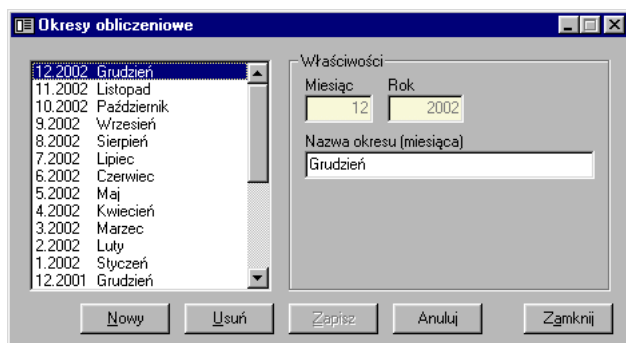 Okresy obliczeniowe
12.2002 Grudzień
11.2002 Listopad
10.2002 Październik
9.2002 Wrzesień
8.2002 Sierpień
7.2002 Lipiec
6.2002 Czerwiec
5.2002 Maj
4.2002 Kwiecień
3.2002 Marzec
2.2002 Luty
1.2002 Styczeń
12.2001 Grudzień
Właściwości
Miesiąc Rok
12 2002
Nazwa okresu (miesiąca)
Grudzień
Nowy Usuń Zapisz Anuluj Zamknij